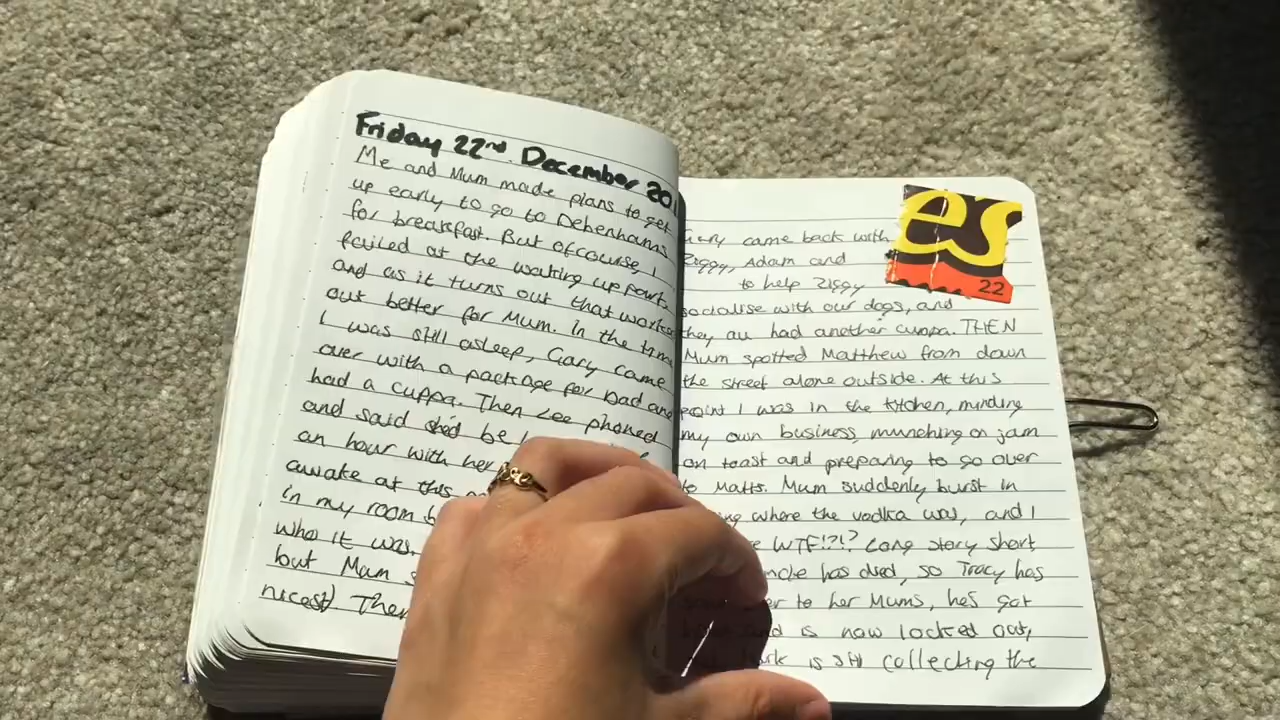 Friday 22nd December 20
Me and Mum made plans to get
up early to go to Debenhams
for breakfast. But ofcourse, I
failed at the waking up part.
and as it turns out that worked
out better for Mum. In the time
I was still asleep, Gary came
over with a package for Dad and
had a cuppa. Then Lee phoned
and said she'd be
an hour with her
awake at this
in my room
who it was.
but Mum
nicest) Then
Gary came back with
Ziggy, Adam and
to help Ziggy
socialise with our dogs, and
they all had another cuppa. THEN
Mum spotted Matthew from down
the street alone outside. At this
point I was in the kitchen, minding
my own business, munching on jam
on toast and preparing to go over
to Matts. Mum suddenly burst in
where the vodka was, and I
WTF!?!? Long story short
has died, so Tracy has
to her Mums, he's got
and is now locked out,
is still collecting the
es
22